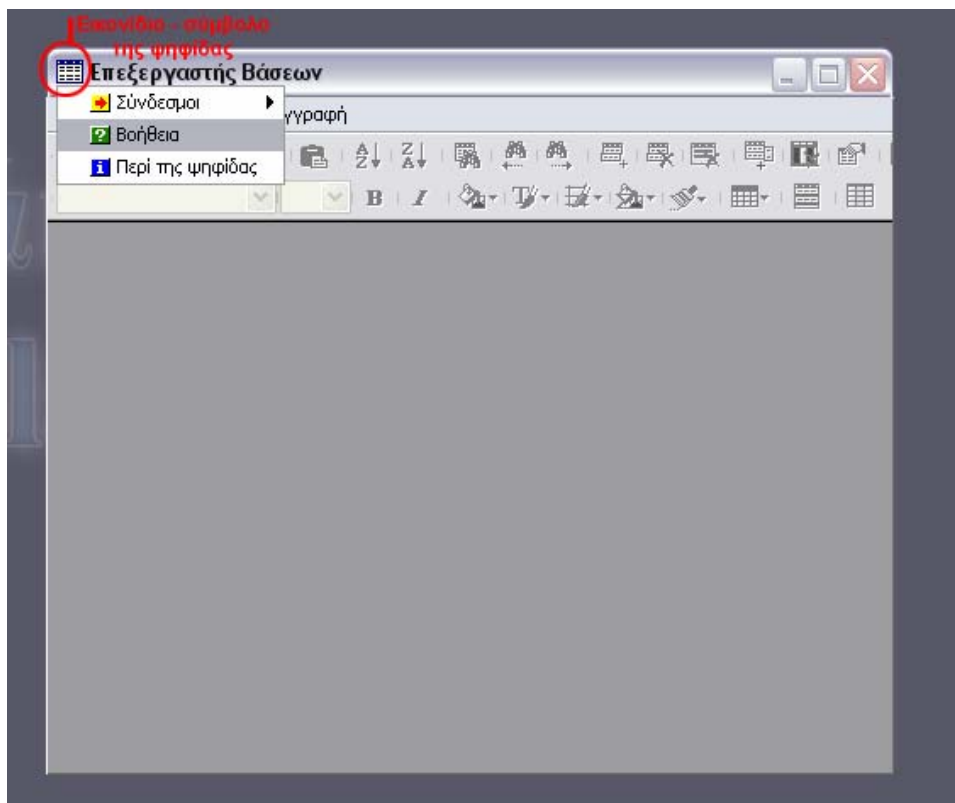 Εικονίδιο - σύμβολο
της ψηφίδας
Επεξεργαστής Βάσεων
Σύνδεσμοι
γγραφή
Βοήθεια
Περί της ψηφίδας
B I